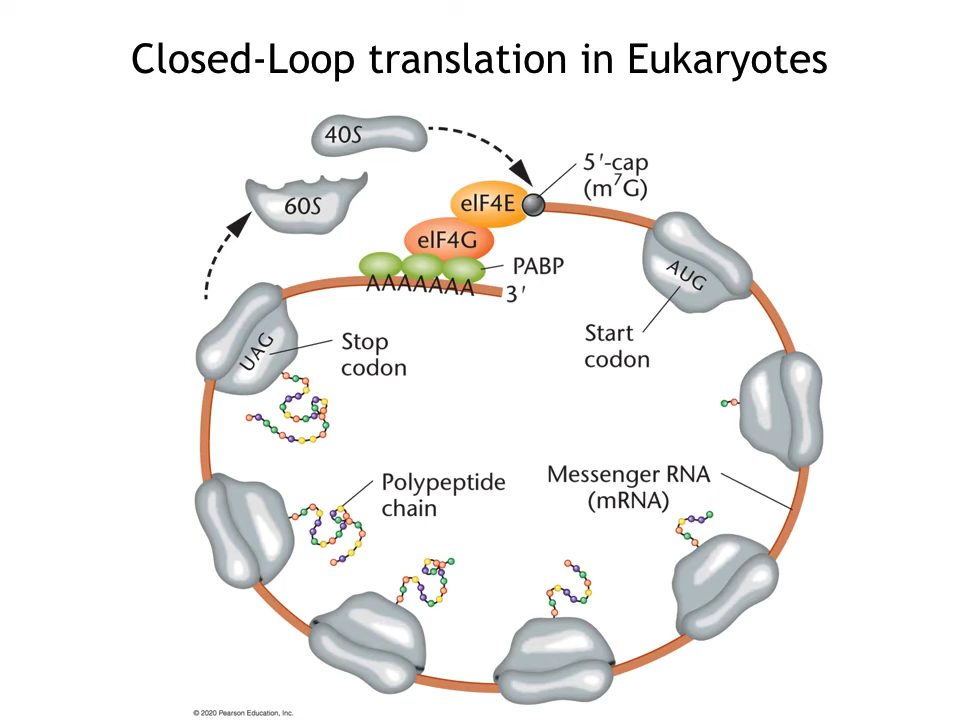 Closed-Loop translation in Eukaryotes
40S
60S
5′-cap
(m⁷G)
eIF4E
eIF4G
PABP
AAAAAAA
3′
AUG
Start
codon
UAG
Stop
codon
Polypeptide
chain
Messenger RNA
(mRNA)
© 2020 Pearson Education, Inc.